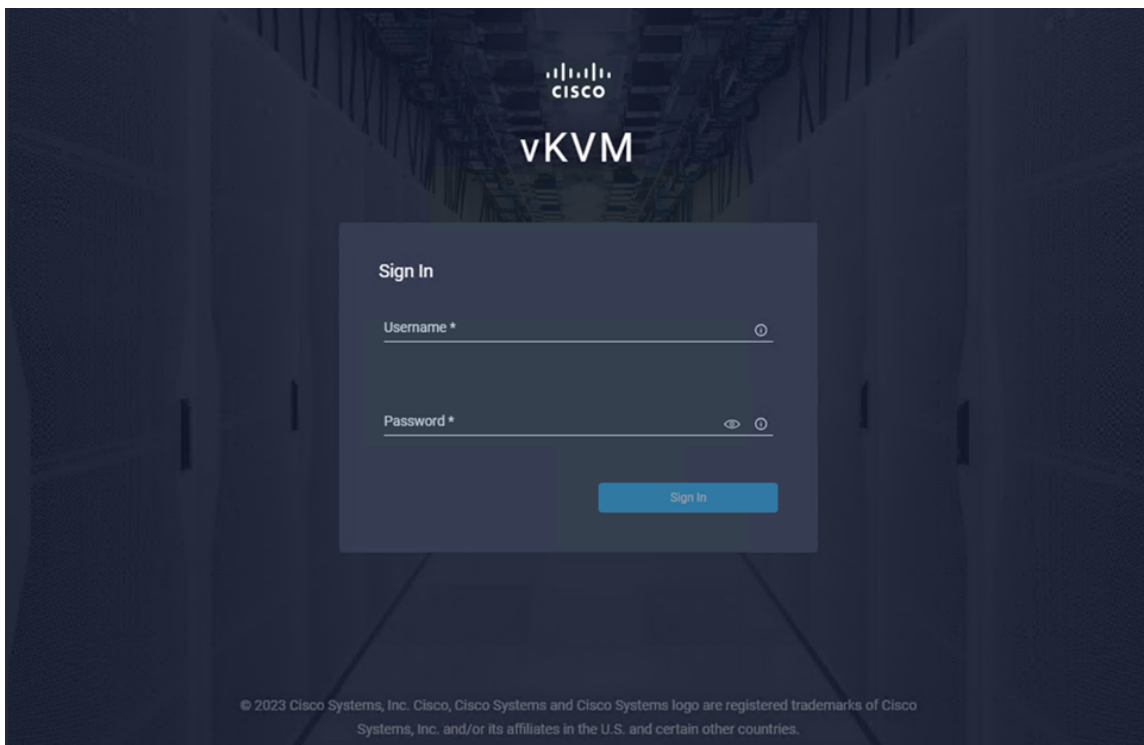 CISCO
vKVM
Sign In
Username *
Password *
Sign In
© 2023 Cisco Systems, Inc. Cisco, Cisco Systems and Cisco Systems logo are registered trademarks of Cisco
Systems, Inc. and/or its affiliates in the U.S. and certain other countries.